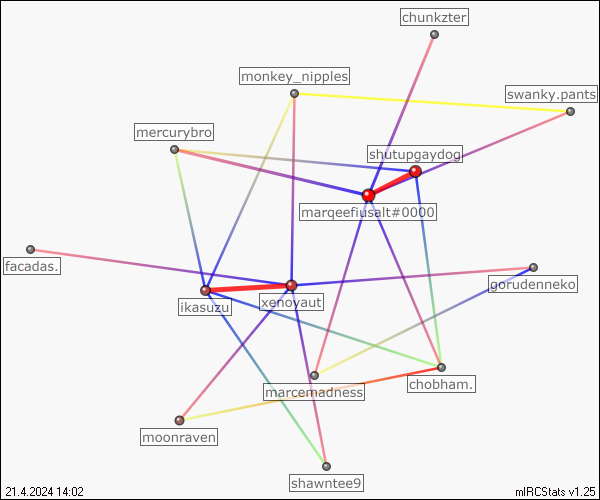 chunkzter
monkey_nipples
swanky.pants
mercurybro
shutupgaydog
marqeefiusalt#0000
facadas.
gorudenneko
ikasuzu
xenoyaut
marcemadness
chobham.
moonraven
shawntee9
21.4.2024 14:02
mIRCStats v1.25